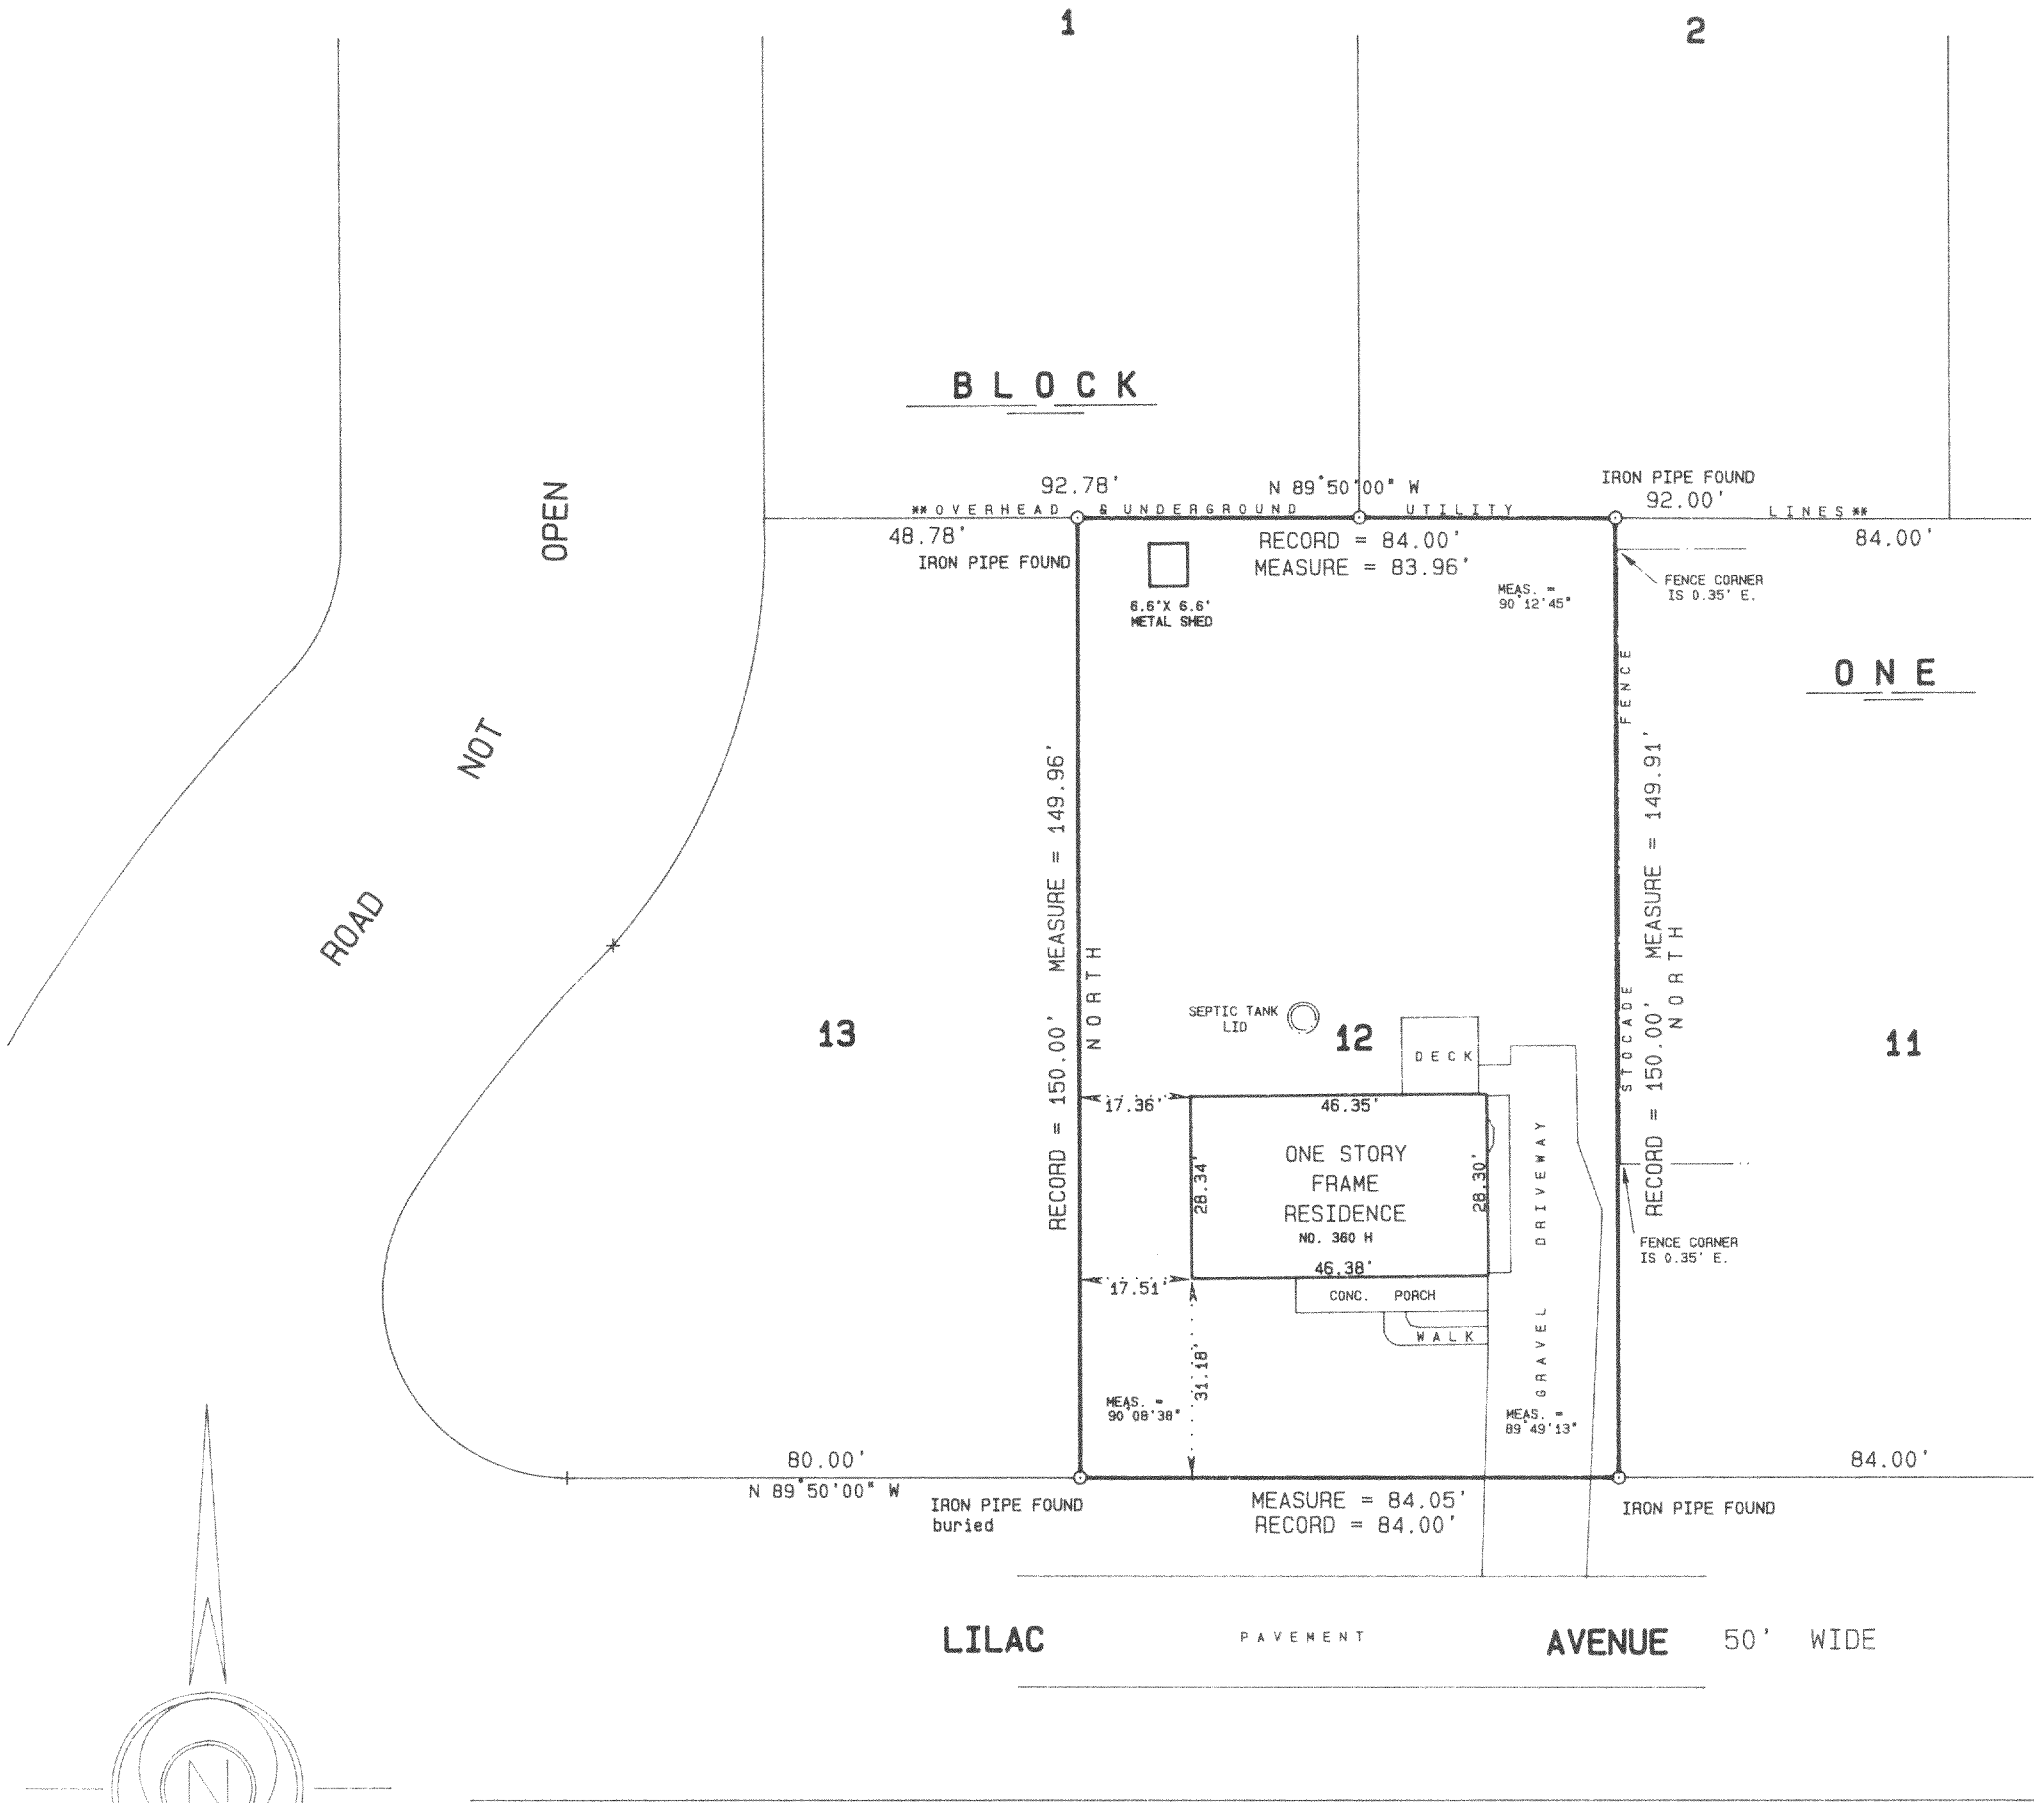 1
2
BLOCK
OPEN
92.78'
N 89°50'00" W
IRON PIPE FOUND
92.00'
**OVERHEAD & UNDERGROUND UTILITY LINES**
48.78'
RECORD = 84.00'
84.00'
IRON PIPE FOUND
MEASURE = 83.96'
FENCE CORNER
IS 0.35' E.
MEAS. =
90°12'45"
6.6'X 6.6'
METAL SHED
ONE
NOT
ROAD
RECORD = 150.00' MEASURE = 149.96'
NORTH
STOCADE FENCE
RECORD = 150.00' MEASURE = 149.91'
NORTH
SEPTIC TANK
LID
13
12
11
DECK
17.36'
46.35'
28.34'
ONE STORY
FRAME
RESIDENCE
NO. 360 H
28.30'
46.38'
GRAVEL DRIVEWAY
FENCE CORNER
IS 0.35' E.
17.51'
CONC. PORCH
WALK
31.18'
MEAS. =
90°08'38"
MEAS. =
89°49'13"
80.00'
N 89°50'00" W
84.00'
IRON PIPE FOUND
buried
MEASURE = 84.05'
RECORD = 84.00'
IRON PIPE FOUND
LILAC PAVEMENT AVENUE 50' WIDE
N